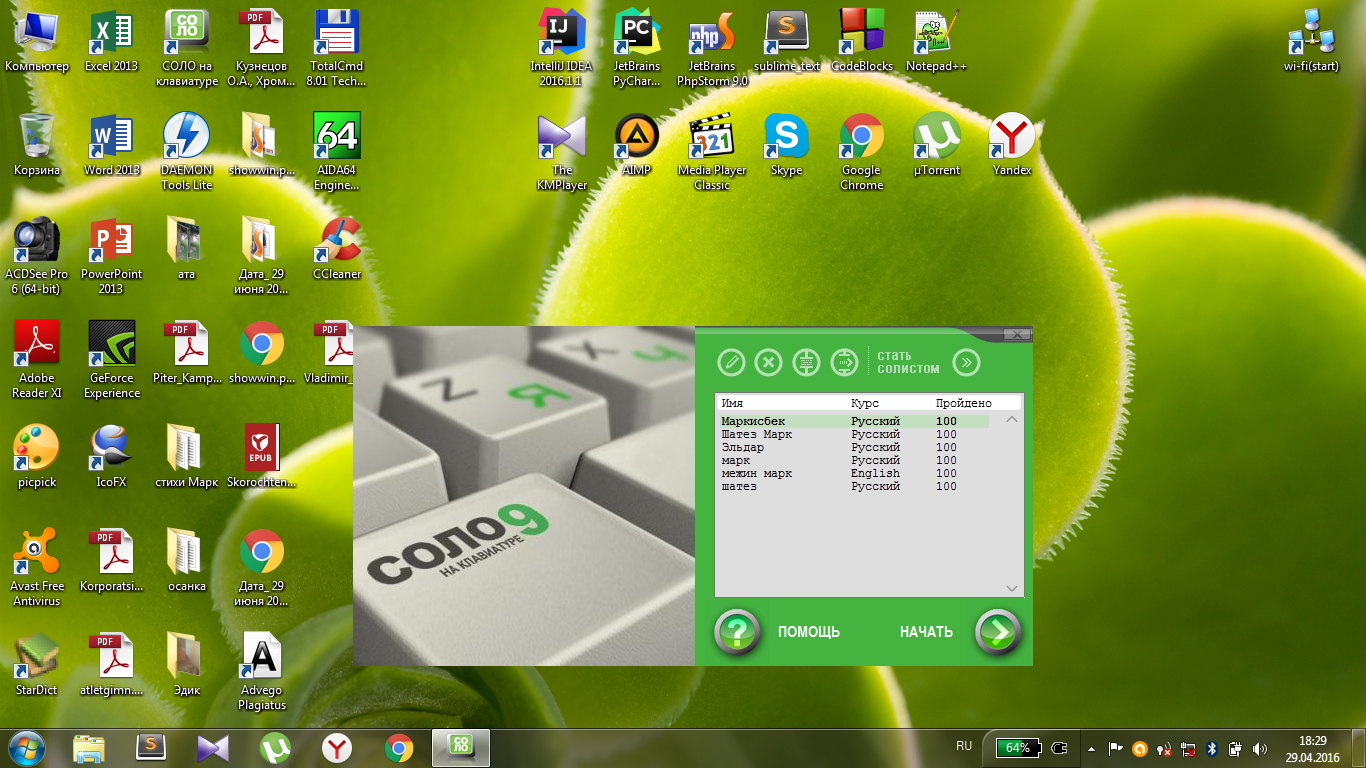 Компьютер
Excel 2013
СОЛО на
клавиатуре
Кузнецов
О.А., Хром...
TotalCmd
8.01 Tech...
IntelliJ IDEA
2016.1.1
JetBrains
PyChar...
JetBrains
PhpStorm 9.0
sublime_text
CodeBlocks
Notepad++
wi-fi(start)
Корзина
Word 2013
DAEMON
Tools Lite
showwin.p...
AIDA64
Engine...
The
KMPlayer
AIMP
Media Player
Classic
Skype
Google
Chrome
µTorrent
Yandex
ACDSee Pro
6 (64-bit)
PowerPoint
2013
ата
Дата_ 29
июня 20...
CCleaner
Adobe
Reader XI
GeForce
Experience
Piter_Kamp...
showwin.p...
Vladimir_
picpick
IcoFX
стихи Марк
Skorochten...
Avast Free
Antivirus
Korporatsi...
осанка
Дата_ 29
июня 20...
StarDict
atletgimn....
Эдик
Advego
Plagiatus
Z Я
X Ч
СОЛО 9
НА КЛАВИАТУРЕ
стать
солистом
Имя Курс Пройдено
Маркисбек Русский 100
Шатез Марк Русский 100
Эльдар Русский 100
марк Русский 100
межин марк English 100
шатез Русский 100
ПОМОЩЬ
НАЧАТЬ
RU
64%
18:29
29.04.2016